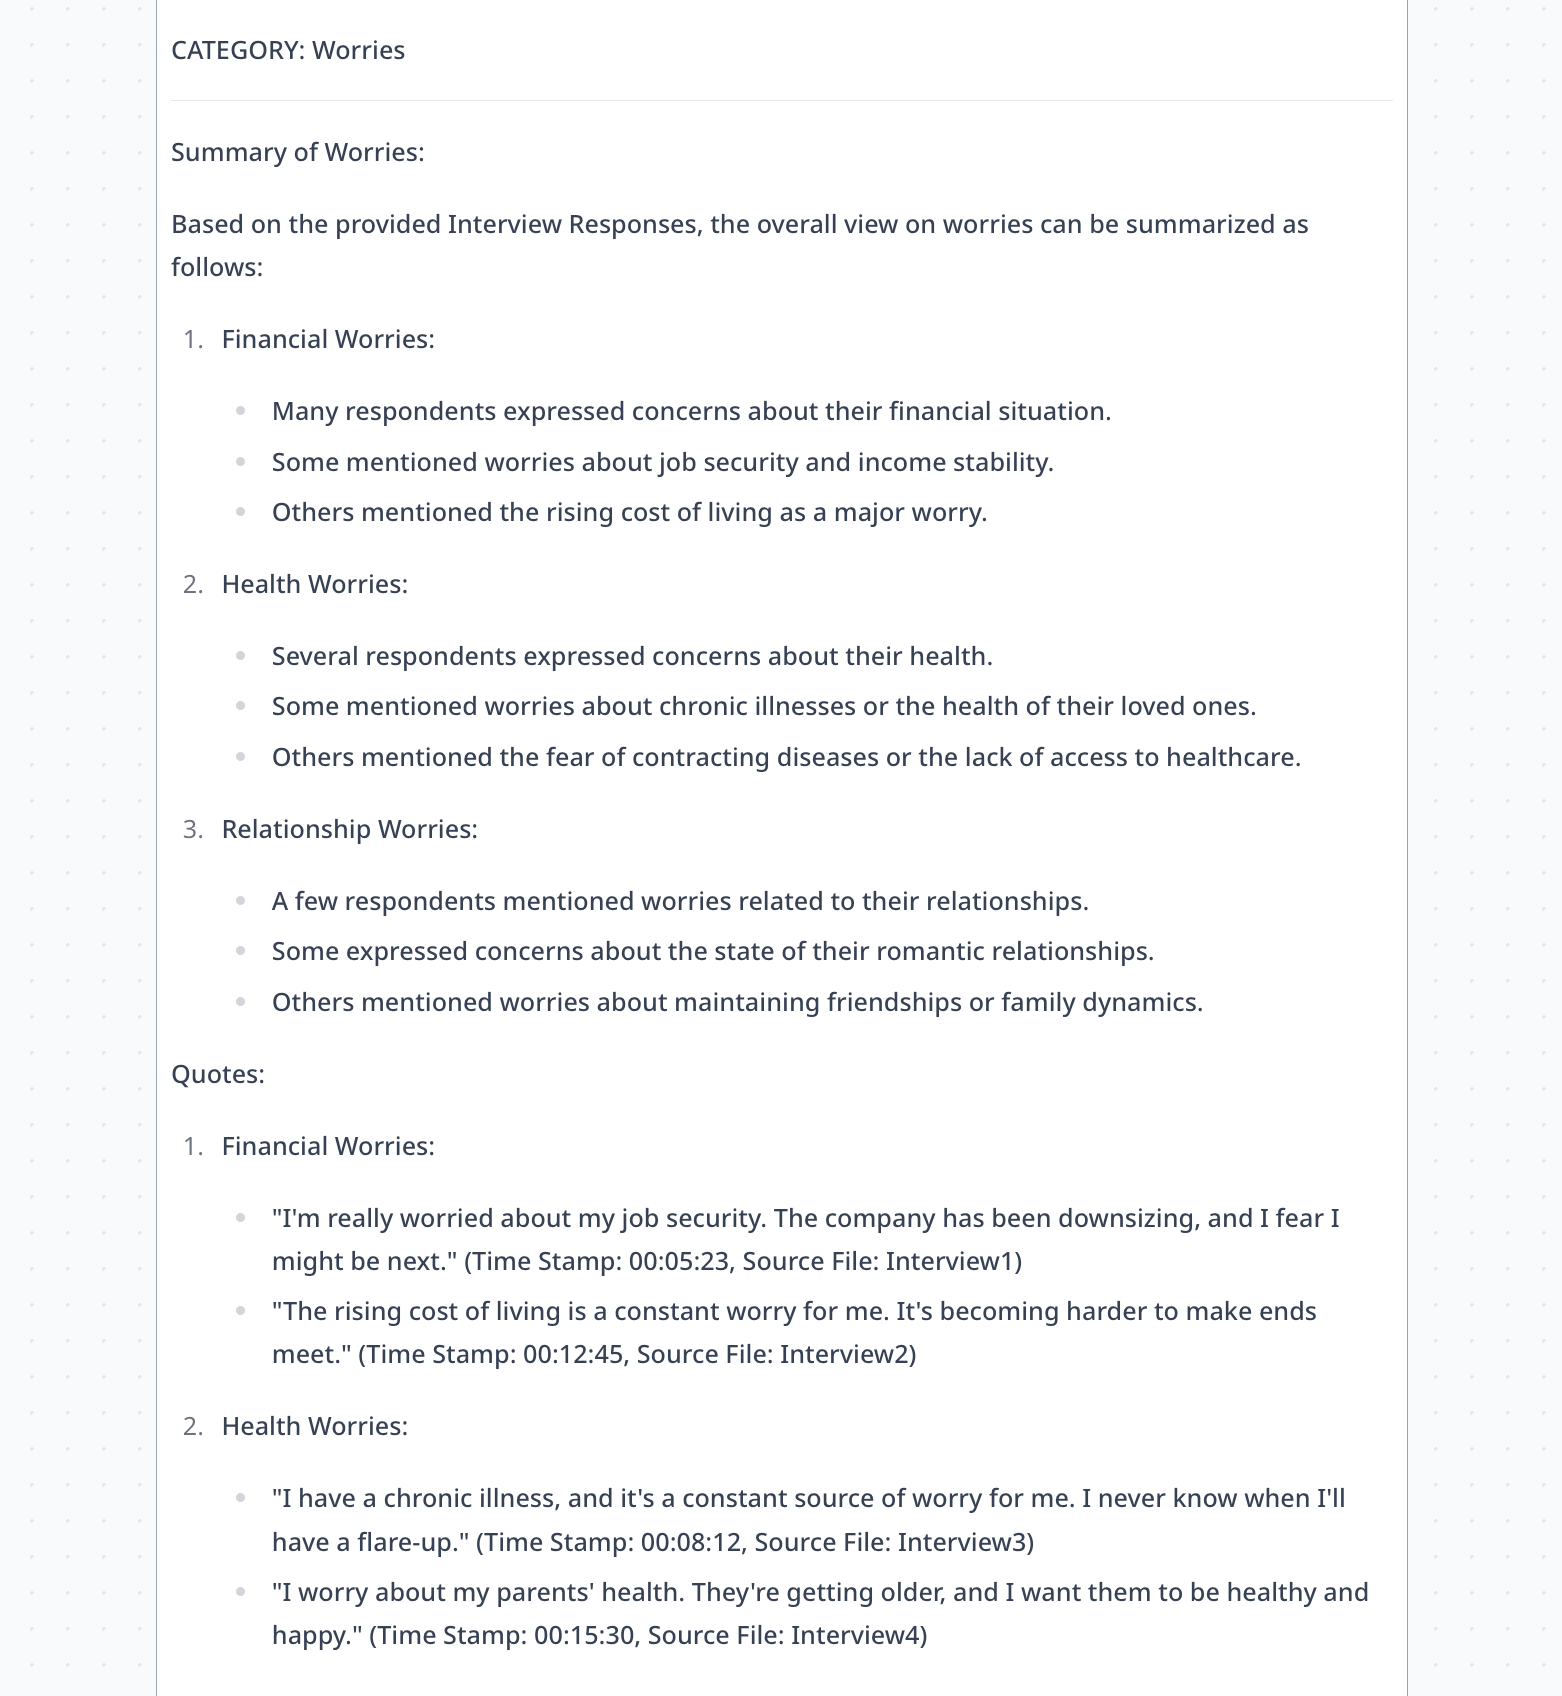 CATEGORY: Worries
Summary of Worries:
Based on the provided Interview Responses, the overall view on worries can be summarized as
follows:
1. Financial Worries:
Many respondents expressed concerns about their financial situation.
Some mentioned worries about job security and income stability.
Others mentioned the rising cost of living as a major worry.
2. Health Worries:
Several respondents expressed concerns about their health.
Some mentioned worries about chronic illnesses or the health of their loved ones.
Others mentioned the fear of contracting diseases or the lack of access to healthcare.
3. Relationship Worries:
A few respondents mentioned worries related to their relationships.
Some expressed concerns about the state of their romantic relationships.
Others mentioned worries about maintaining friendships or family dynamics.
Quotes:
1. Financial Worries:
"I'm really worried about my job security. The company has been downsizing, and I fear I
might be next." (Time Stamp: 00:05:23, Source File: Interview1)
"The rising cost of living is a constant worry for me. It's becoming harder to make ends
meet." (Time Stamp: 00:12:45, Source File: Interview2)
2. Health Worries:
"I have a chronic illness, and it's a constant source of worry for me. I never know when I'll
have a flare-up." (Time Stamp: 00:08:12, Source File: Interview3)
"I worry about my parents' health. They're getting older, and I want them to be healthy and
happy." (Time Stamp: 00:15:30, Source File: Interview4)